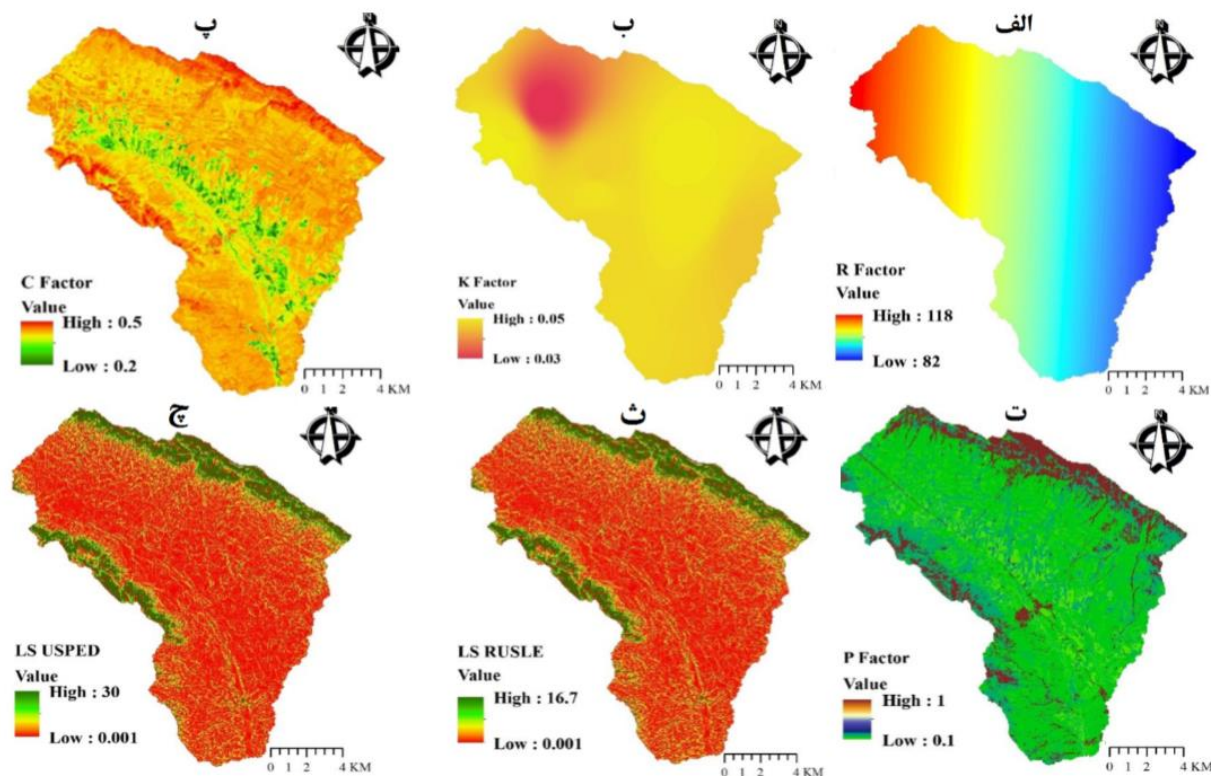 الف
N
R Factor
Value
High : 118
Low : 82
0 1 2 4 KM
ب
N
K Factor
Value
High : 0.05
Low : 0.03
0 1 2 4 KM
پ
N
C Factor
Value
High : 0.5
Low : 0.2
0 1 2 4 KM
ت
N
P Factor
Value
High : 1
Low : 0.1
0 1 2 4 KM
ث
N
LS RUSLE
Value
High : 16.7
Low : 0.001
0 1 2 4 KM
چ
N
LS USPED
Value
High : 30
Low : 0.001
0 1 2 4 KM